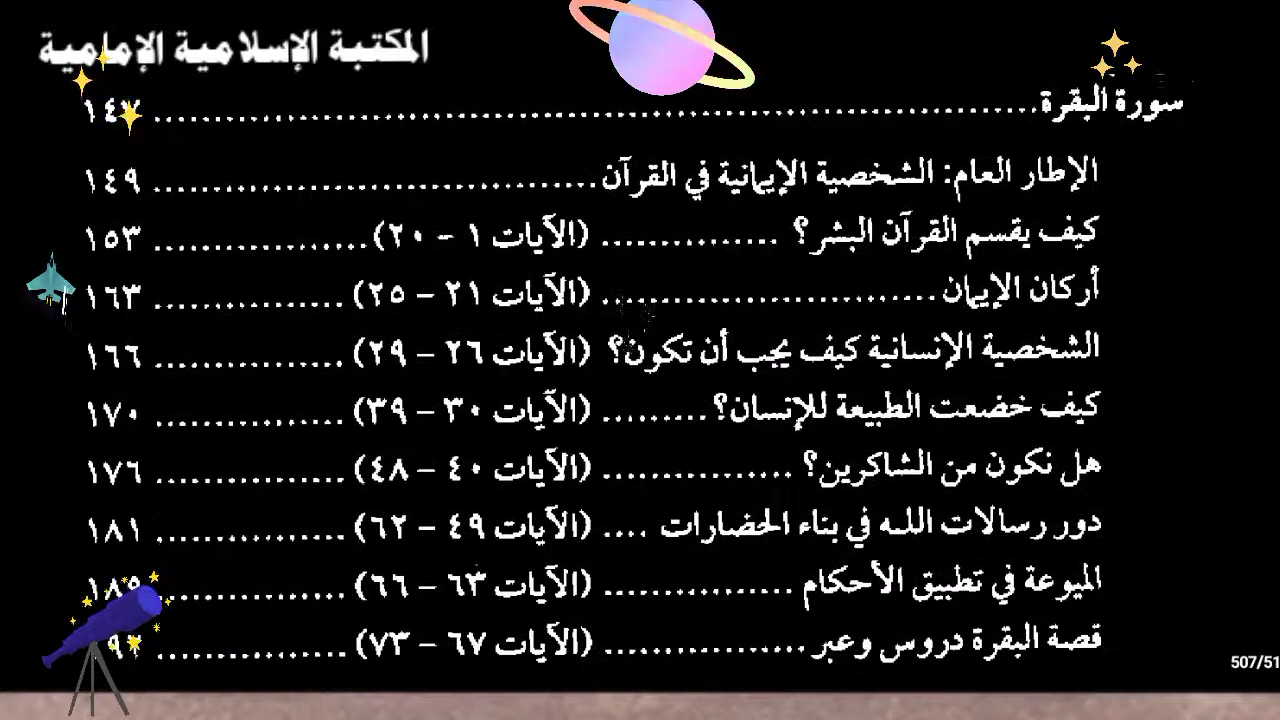 المكتبة الإسلامية الإمامية
سورة البقرة ........ ١٤٧
الإطار العام: الشخصية الإيمانية في القرآن ........ ١٤٩
كيف يقسم القرآن البشر؟ ........ (الآيات ١ – ٢٠) ........ ١٥٣
أركان الإيمان ........ (الآيات ٢١ – ٢٥) ........ ١٦٣
الشخصية الإنسانية كيف يجب أن تكون؟ (الآيات ٢٦ – ٢٩) ........ ١٦٦
كيف خضعت الطبيعة للإنسان؟ ........ (الآيات ٣٠ – ٣٩) ........ ١٧٠
هل نكون من الشاكرين؟ ........ (الآيات ٤٠ – ٤٨) ........ ١٧٦
دور رسالات الله في بناء الحضارات .... (الآيات ٤٩ – ٦٢) ........ ١٨١
الميوعة في تطبيق الأحكام ........ (الآيات ٦٣ – ٦٦) ........ ١٨٥
قصة البقرة دروس وعبر ........ (الآيات ٦٧ – ٧٣) ........
507/51